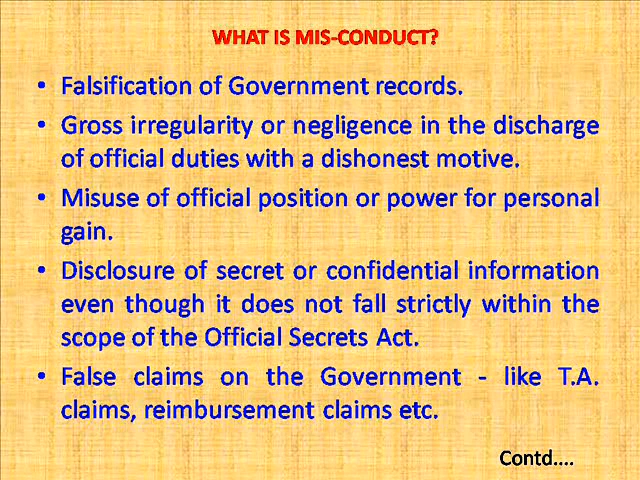 WHAT IS MIS-CONDUCT?
• Falsification of Government records.
• Gross irregularity or negligence in the discharge
of official duties with a dishonest motive.
• Misuse of official position or power for personal
gain.
• Disclosure of secret or confidential information
even though it does not fall strictly within the
scope of the Official Secrets Act.
• False claims on the Government - like T.A.
claims, reimbursement claims etc.
Contd....